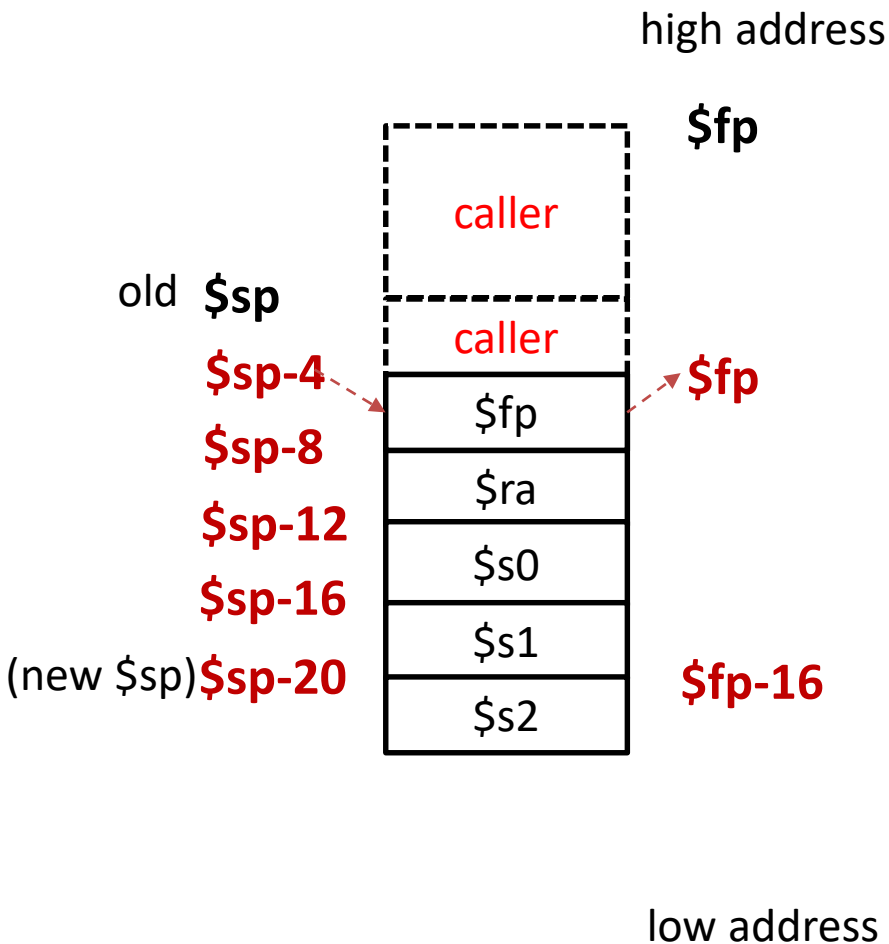 high address
$fp
caller
old $sp
caller
$sp-4
$fp
$fp
$sp-8
$ra
$sp-12
$s0
$sp-16
$s1
(new $sp)$sp-20
$fp-16
$s2
low address